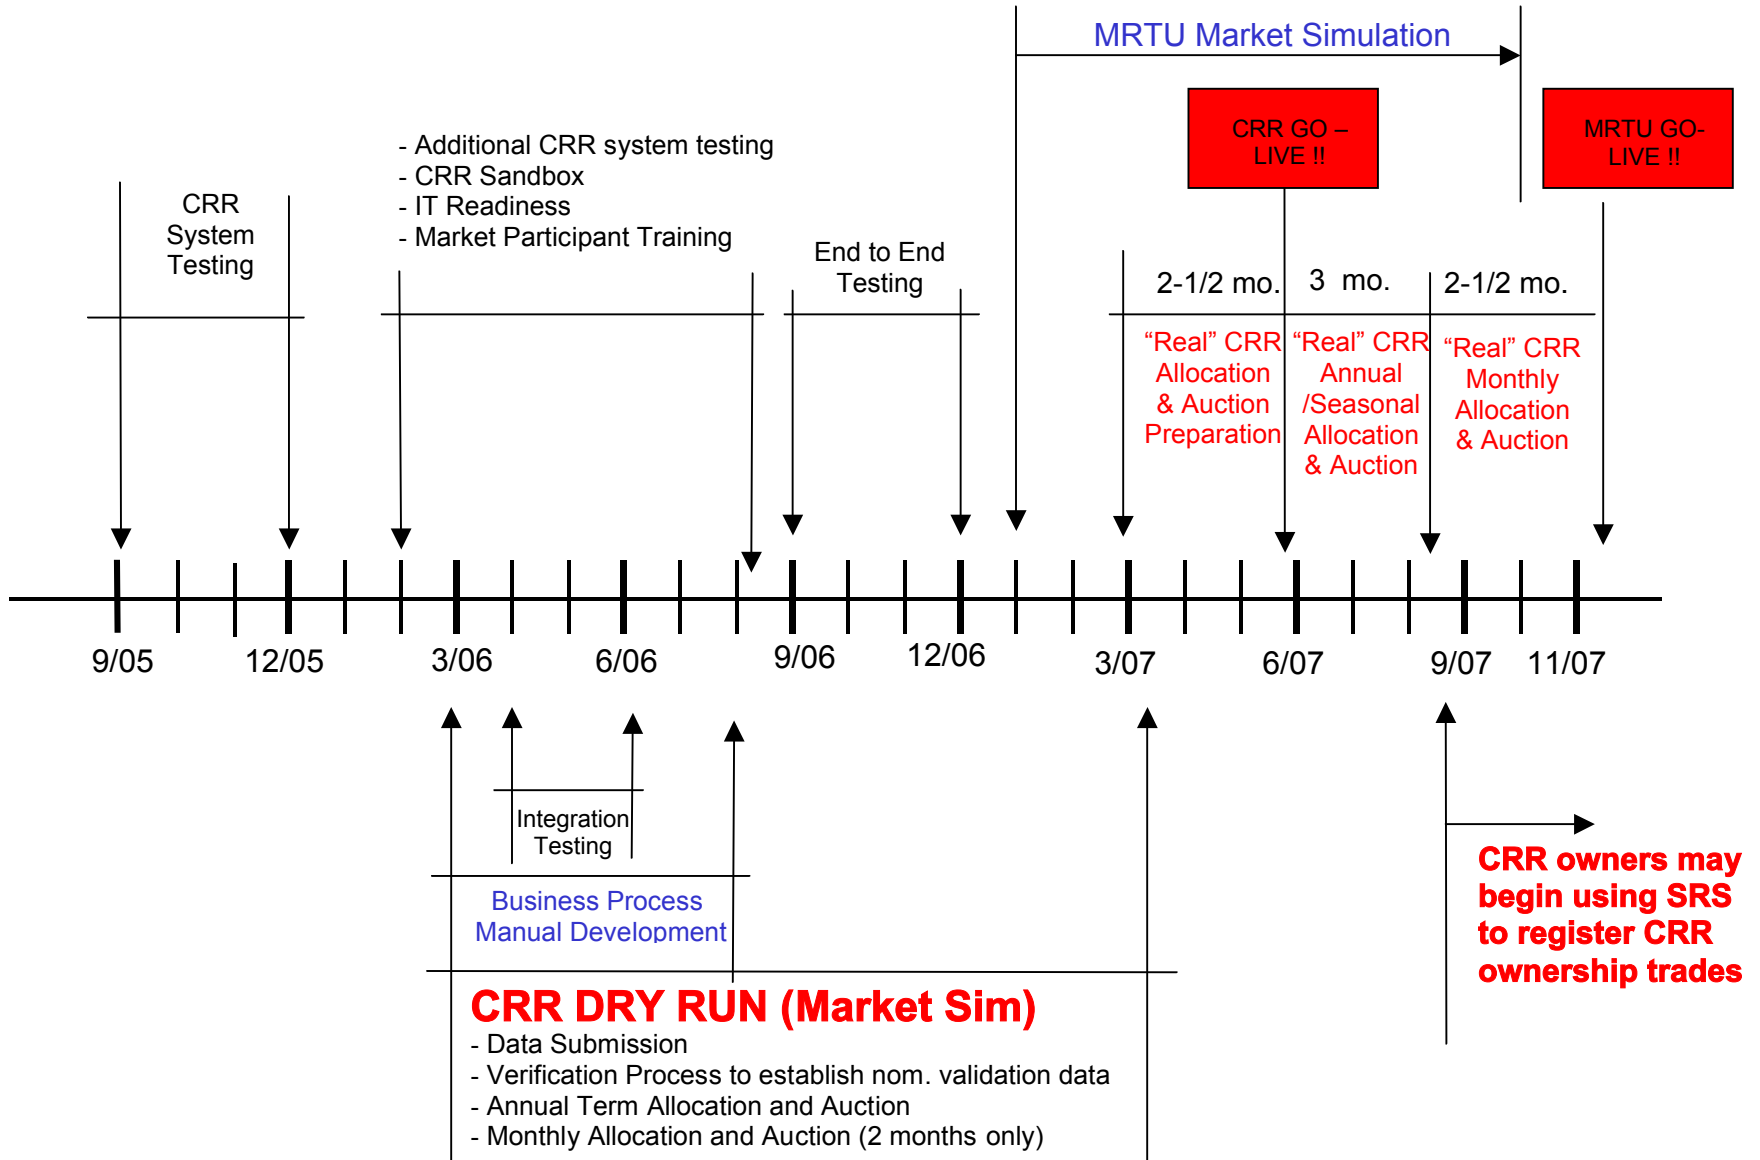 MRTU Market Simulation
CRR GO –
LIVE !!
MRTU GO-
LIVE !!
- Additional CRR system testing
- CRR Sandbox
- IT Readiness
- Market Participant Training
CRR
System
Testing
End to End
Testing
2-1/2 mo.
3 mo.
2-1/2 mo.
“Real” CRR
Allocation
& Auction
Preparation
“Real” CRR
Annual
/Seasonal
Allocation
& Auction
“Real” CRR
Monthly
Allocation
& Auction
9/05
12/05
3/06
6/06
9/06
12/06
3/07
6/07
9/07
11/07
Integration
Testing
Business Process
Manual Development
CRR DRY RUN (Market Sim)
- Data Submission
- Verification Process to establish nom. validation data
- Annual Term Allocation and Auction
- Monthly Allocation and Auction (2 months only)
CRR owners may
begin using SRS
to register CRR
ownership trades